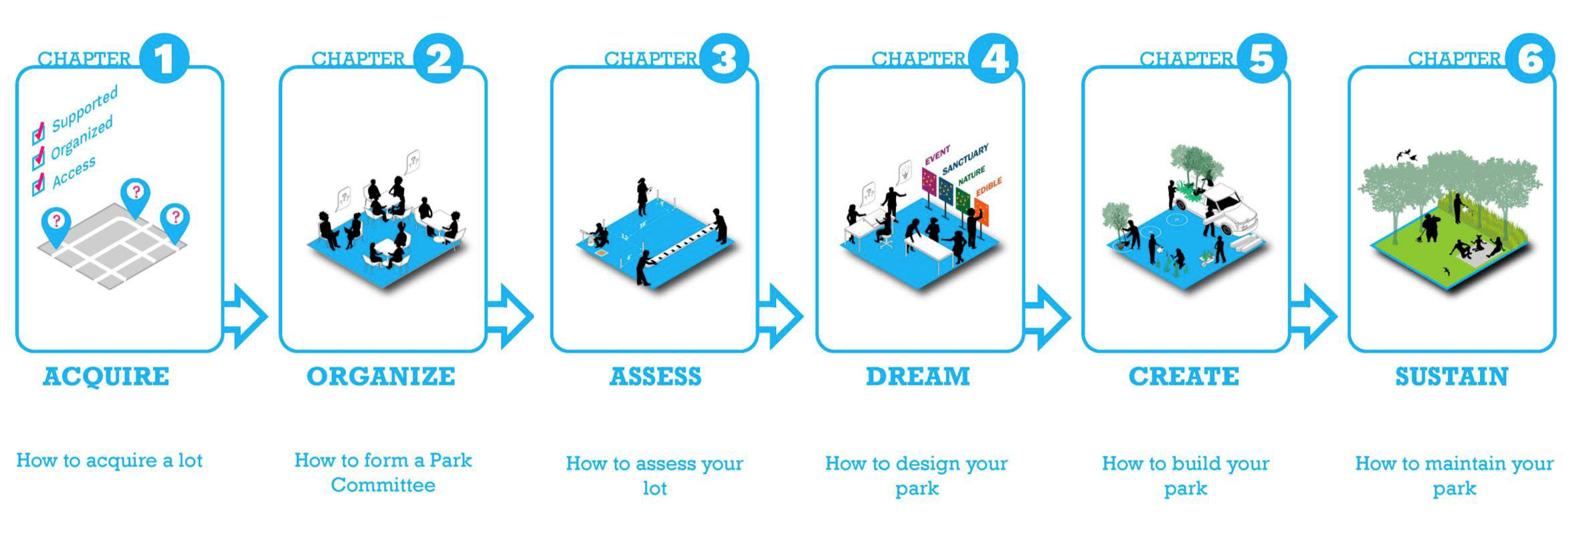 CHAPTER 1
Supported
Organized
Access
?
?
?
ACQUIRE
How to acquire a lot
CHAPTER 2
ORGANIZE
How to form a Park
Committee
CHAPTER 3
ASSESS
How to assess your
lot
CHAPTER 4
EVENT
SANCTUARY
NATURE
EDIBLE
DREAM
How to design your
park
CHAPTER 5
CREATE
How to build your
park
CHAPTER 6
SUSTAIN
How to maintain your
park